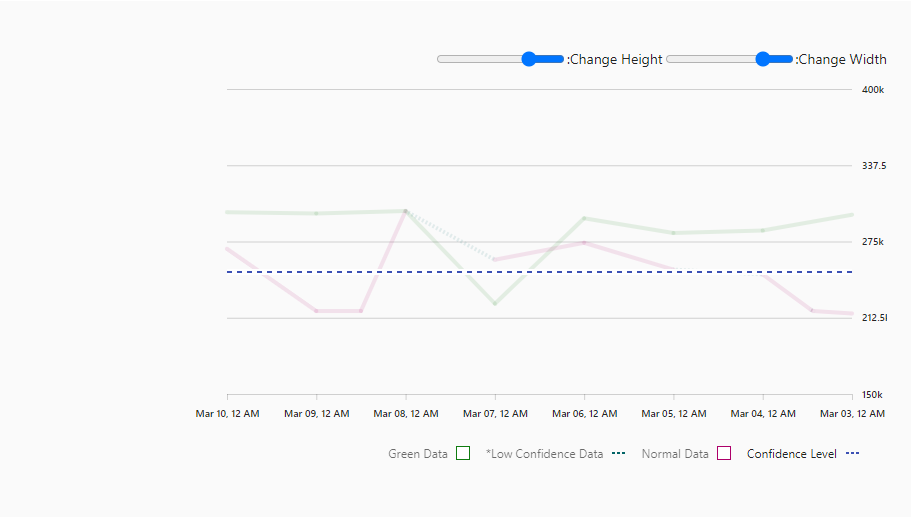 :Change Height :Change Width
400k
337.5
275k
212.5
150k
Mar 10, 12 AM Mar 09, 12 AM Mar 08, 12 AM Mar 07, 12 AM Mar 06, 12 AM Mar 05, 12 AM Mar 04, 12 AM Mar 03, 12 AM
Green Data *Low Confidence Data Normal Data Confidence Level